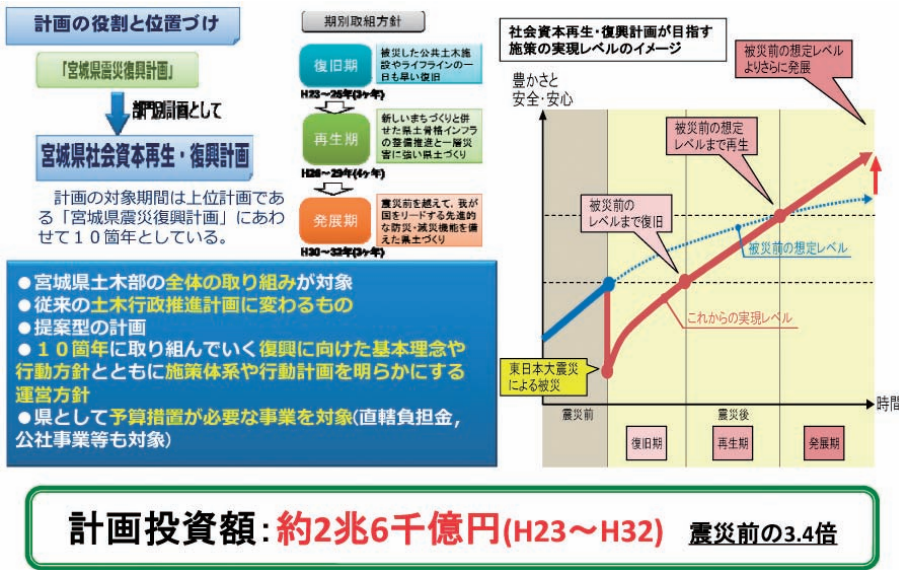 計画の役割と位置づけ
「宮城県震災復興計画」
部門別計画として
宮城県社会資本再生・復興計画
計画の対象期間は上位計画であ
る「宮城県震災復興計画」にあわ
せて１０箇年としている。
期別取組方針
復旧期
被災した公共土木施
設やライフラインの一
日も早い復旧
H23～25年(3ヶ年)
再生期
新しいまちづくりと併
せた県土骨格インフラ
の整備推進と一層災
害に強い県土づくり
H26～29年(4ヶ年)
発展期
震災前を越えて、我が
国をリードする先進的
な防災・減災機能を備
えた県土づくり
H30～32年(3ヶ年)
●宮城県土木部の全体の取り組みが対象
●従来の土木行政推進計画に変わるもの
●提案型の計画
●１０箇年に取り組んでいく復興に向けた基本理念や
行動方針とともに施策体系や行動計画を明らかにする
運営方針
●県として予算措置が必要な事業を対象(直轄負担金，
公社事業等も対象)
社会資本再生・復興計画が目指す
施策の実現レベルのイメージ
被災前の想定レベル
よりさらに発展
豊かさと
安全・安心
被災前の想定
レベルまで再生
被災前の
レベルまで復旧
被災前の想定レベル
これからの実現レベル
東日本大震災
による被災
時間
震災前
震災後
復旧期
再生期
発展期
計画投資額：約2兆6千億円(H23～H32) 震災前の3.4倍